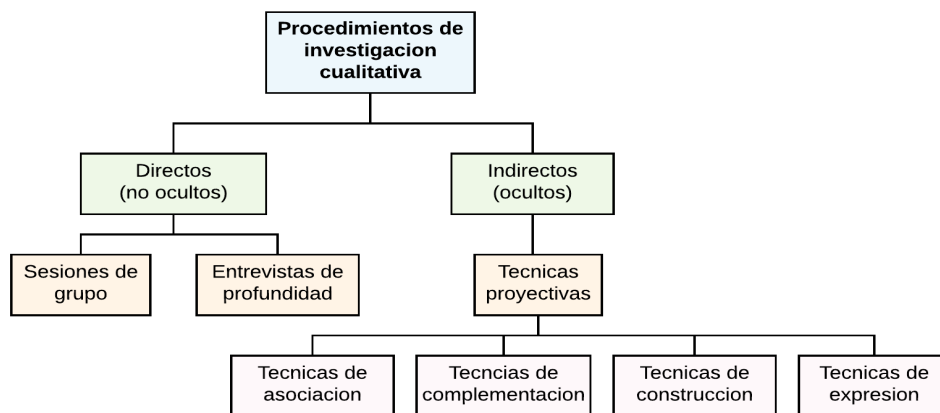 Procedimientos de
investigacion
cualitativa
Directos
(no ocultos)
Indirectos
(ocultos)
Sesiones de
grupo
Entrevistas de
profundidad
Tecnicas
proyectivas
Tecnicas de
asociacion
Tecncias de
complementacion
Tecnicas de
construccion
Tecnicas de
expresion